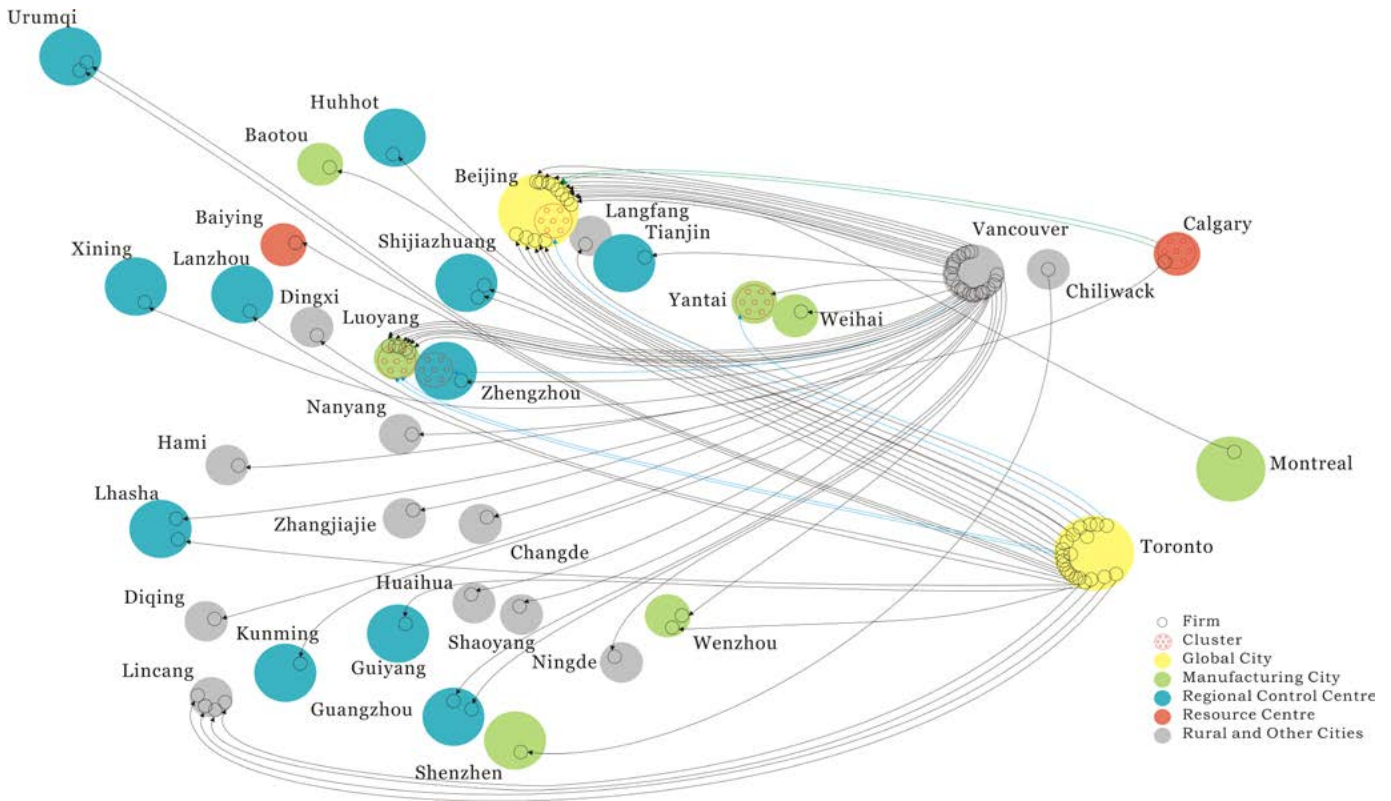 Urumqi
Huhhot
Baotou
Beijing
Langfang
Tianjin
Vancouver
Calgary
Baiying
Xining
Lanzhou
Shijiazhuang
Chiliwack
Dingxi
Yantai
Weihai
Luoyang
Zhengzhou
Nanyang
Hami
Montreal
Lhasha
Zhangjiajie
Changde
Toronto
Huaihua
Diqing
Kunming
Shaoyang
Wenzhou
Guiyang
Ningde
Lincang
Guangzhou
Shenzhen
Firm
Cluster
Global City
Manufacturing City
Regional Control Centre
Resource Centre
Rural and Other Cities